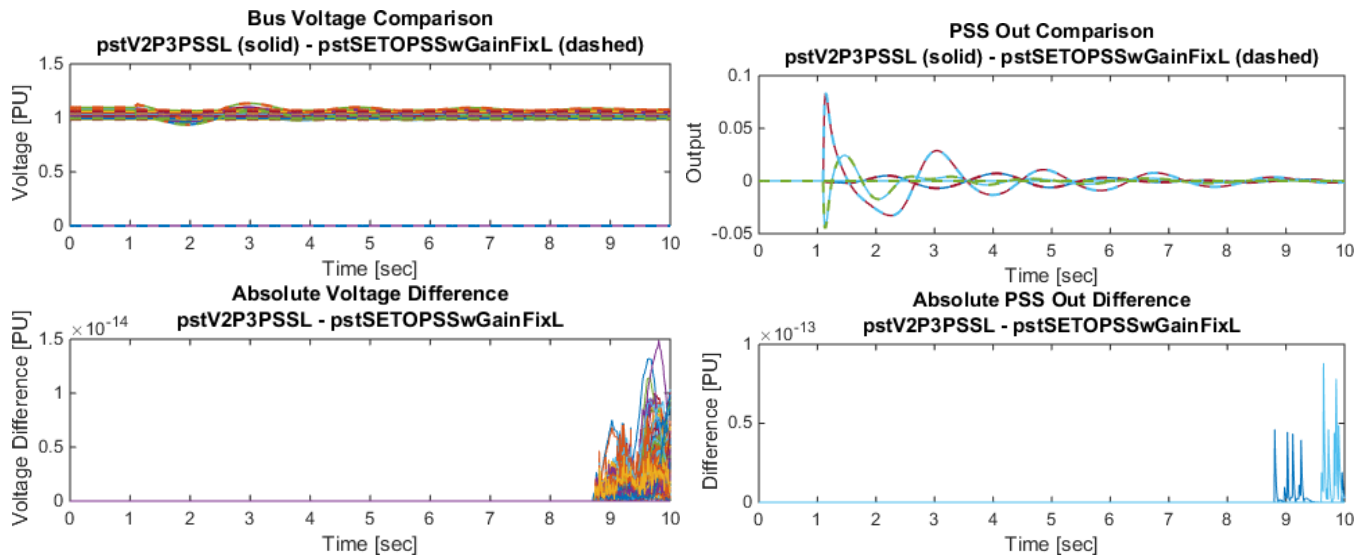 Bus Voltage Comparison
pstV2P3PSSL (solid) - pstSETOPSSwGainFixL (dashed)
Voltage [PU]
1.5
1
0.5
0
0 1 2 3 4 5 6 7 8 9 10
Time [sec]
PSS Out Comparison
pstV2P3PSSL (solid) - pstSETOPSSwGainFixL (dashed)
Output
0.1
0.05
0
-0.05
0 1 2 3 4 5 6 7 8 9 10
Time [sec]
Absolute Voltage Difference
pstV2P3PSSL - pstSETOPSSwGainFixL
×10^-14
Voltage Difference [PU]
1.5
1
0.5
0
0 1 2 3 4 5 6 7 8 9 10
Time [sec]
Absolute PSS Out Difference
pstV2P3PSSL - pstSETOPSSwGainFixL
×10^-13
Difference [PU]
1
0.5
0
0 1 2 3 4 5 6 7 8 9 10
Time [sec]